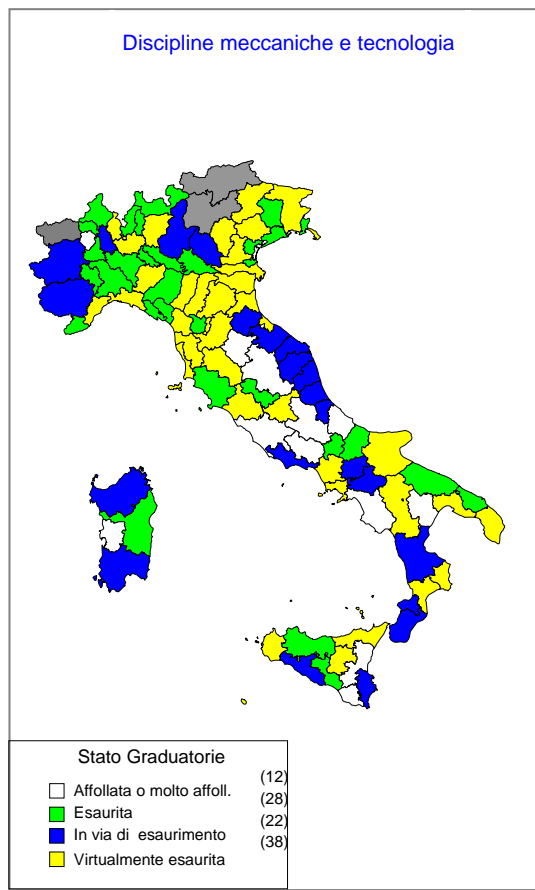 Discipline meccaniche e tecnologia
Stato Graduatorie
Affollata o molto affoll. (12)
Esaurita (28)
In via di esaurimento (22)
Virtualmente esaurita (38)